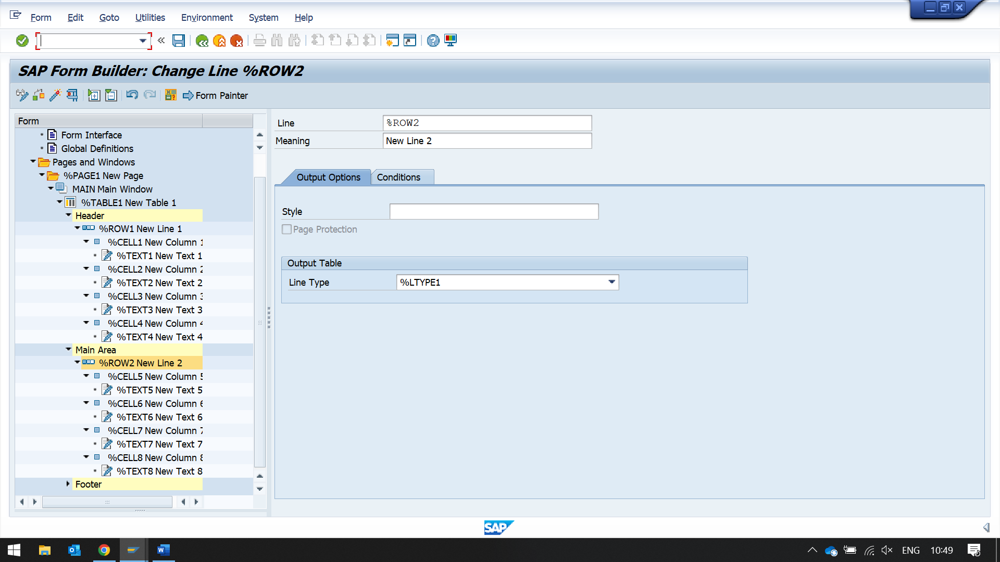 Form Edit Goto Utilities Environment System Help
SAP Form Builder: Change Line %ROW2
Form Painter
Form
Form Interface
Global Definitions
Pages and Windows
%PAGE1 New Page
MAIN Main Window
%TABLE1 New Table 1
Header
%ROW1 New Line 1
%CELL1 New Column 1
%TEXT1 New Text 1
%CELL2 New Column 2
%TEXT2 New Text 2
%CELL3 New Column 3
%TEXT3 New Text 3
%CELL4 New Column 4
%TEXT4 New Text 4
Main Area
%ROW2 New Line 2
%CELL5 New Column 5
%TEXT5 New Text 5
%CELL6 New Column 6
%TEXT6 New Text 6
%CELL7 New Column 7
%TEXT7 New Text 7
%CELL8 New Column 8
%TEXT8 New Text 8
Footer
Line %ROW2
Meaning New Line 2
Output Options Conditions
Style
Page Protection
Output Table
Line Type %LTYPE1
SAP
ENG 10:49